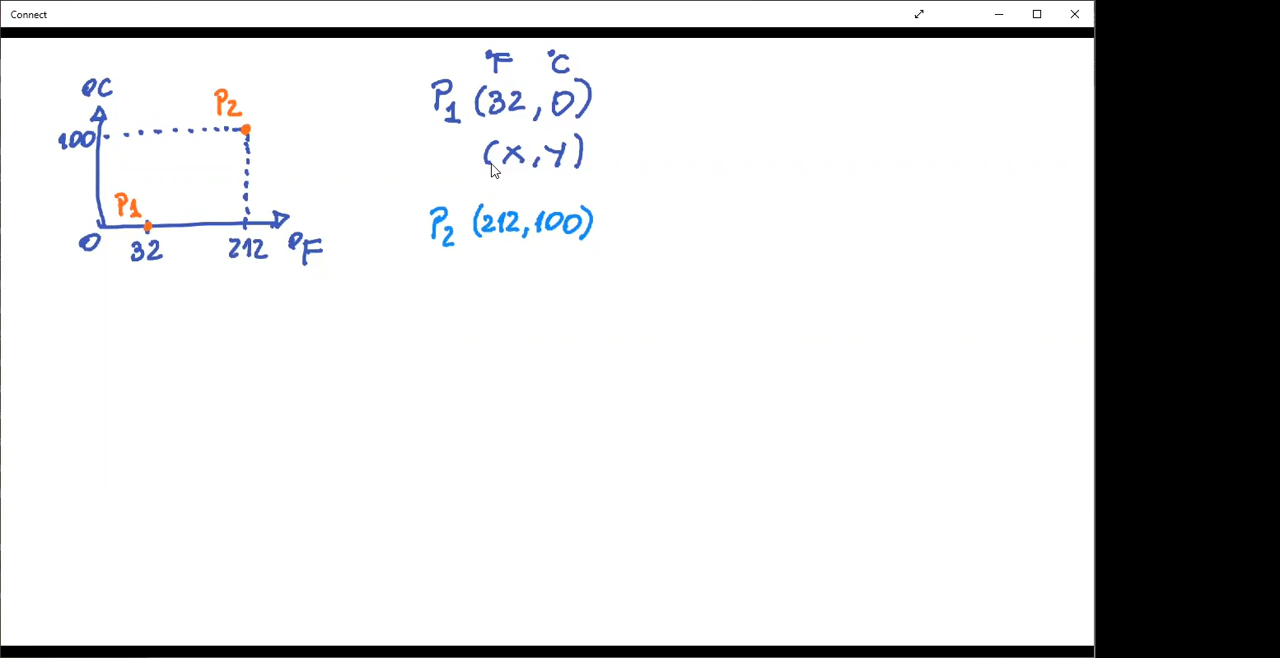 Connect
°C
100
P2
P1
0
32
212
°F
°F °C
P1 (32, 0)
(X, Y)
P2 (212, 100)